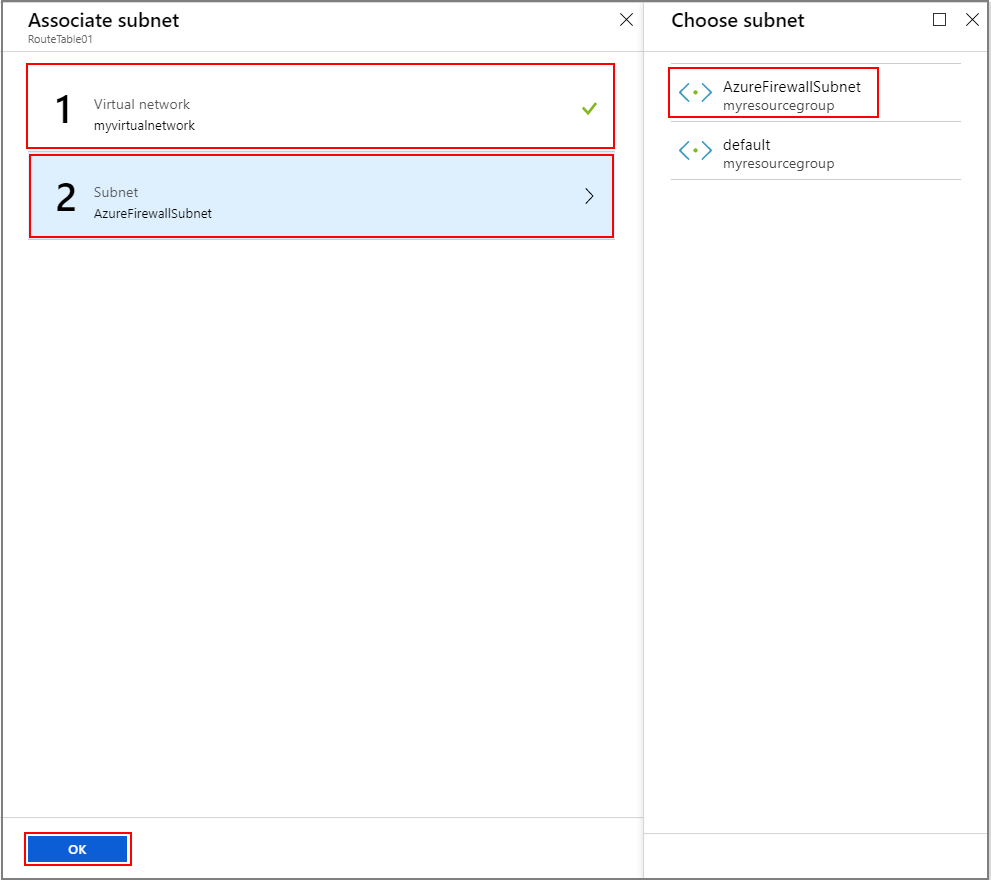 Associate subnet
RouteTable01
1
Virtual network
myvirtualnetwork
2
Subnet
AzureFirewallSubnet
OK
Choose subnet
AzureFirewallSubnet
myresourcegroup
default
myresourcegroup